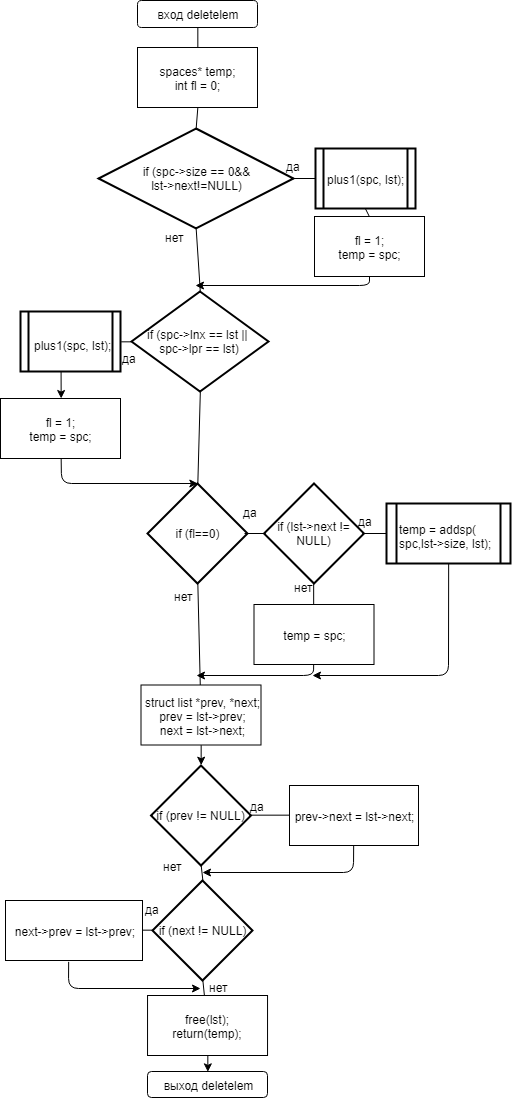 вход deletelem
spaces* temp;
int fl = 0;
if (spc->size == 0&&
lst->next!=NULL)
да
plus1(spc, lst);
нет
fl = 1;
temp = spc;
if (spc->lnx == lst ||
spc->lpr == lst)
plus1(spc, lst);
да
fl = 1;
temp = spc;
if (fl==0)
да
if (lst->next !=
NULL)
да
temp = addsp(
spc,lst->size, lst);
нет
нет
temp = spc;
struct list *prev, *next;
prev = lst->prev;
next = lst->next;
if (prev != NULL)
да
prev->next = lst->next;
нет
да
next->prev = lst->prev;
if (next != NULL)
нет
free(lst);
return(temp);
выход deletelem